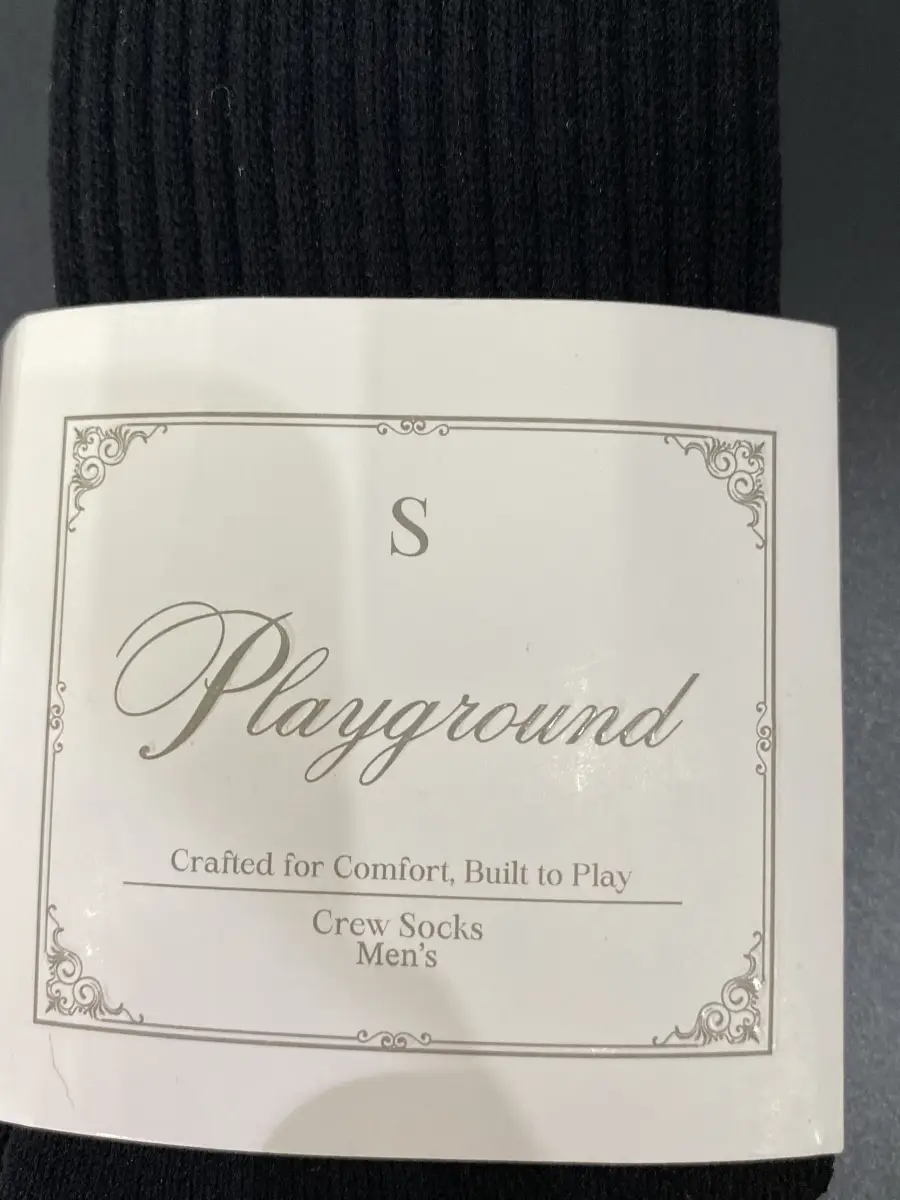 S
Playground
Crafted for Comfort, Built to Play
Crew Socks
Men's